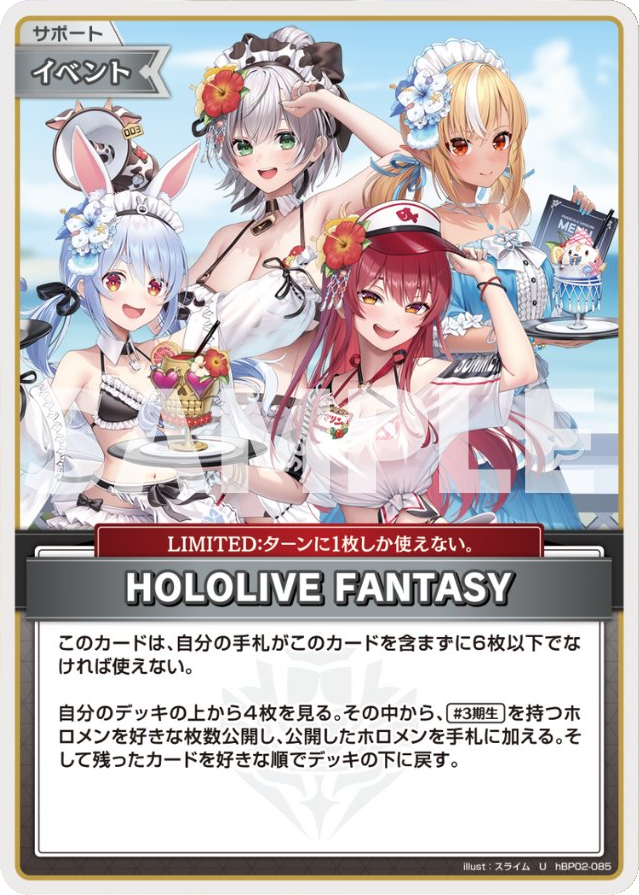 サポート
イベント
003
MENU
SAMPLE
LIMITED:ターンに1枚しか使えない。
HOLOLIVE FANTASY
このカードは、自分の手札がこのカードを含まずに6枚以下でな
ければ使えない。
自分のデッキの上から4枚を見る。その中から、#3期生を持つホ
ロメンを好きな枚数公開し、公開したホロメンを手札に加える。そ
して残ったカードを好きな順でデッキの下に戻す。
illust:スライム U hBP02-085